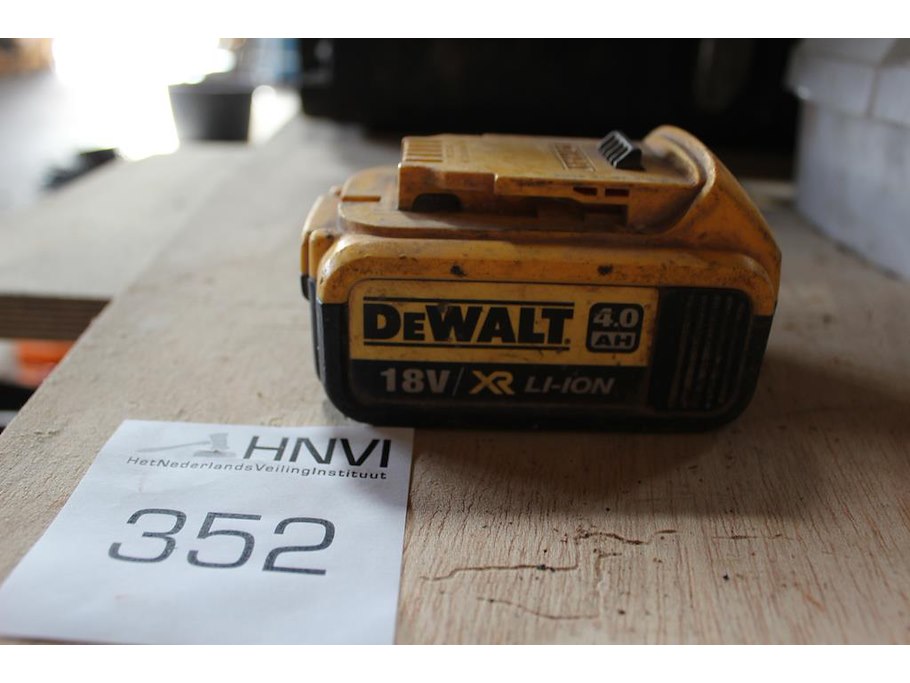 DEWALT
4.0
AH
18V/XR LI-ION
HNVI
HetNederlandsVeilingInstituut
352